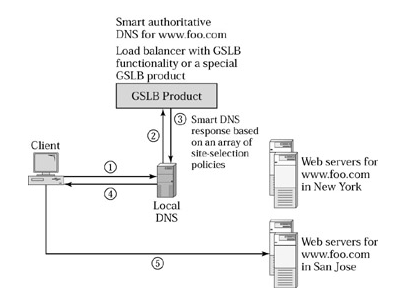 Smart authoritative
DNS for www.foo.com
Load balancer with GSLB
functionality or a special
GSLB product
GSLB Product
② ③ Smart DNS
response based
on an array of
site-selection
policies
Client
①
④
Local
DNS
Web servers for
www.foo.com
in New York
Web servers for
www.foo.com
in San Jose
⑤